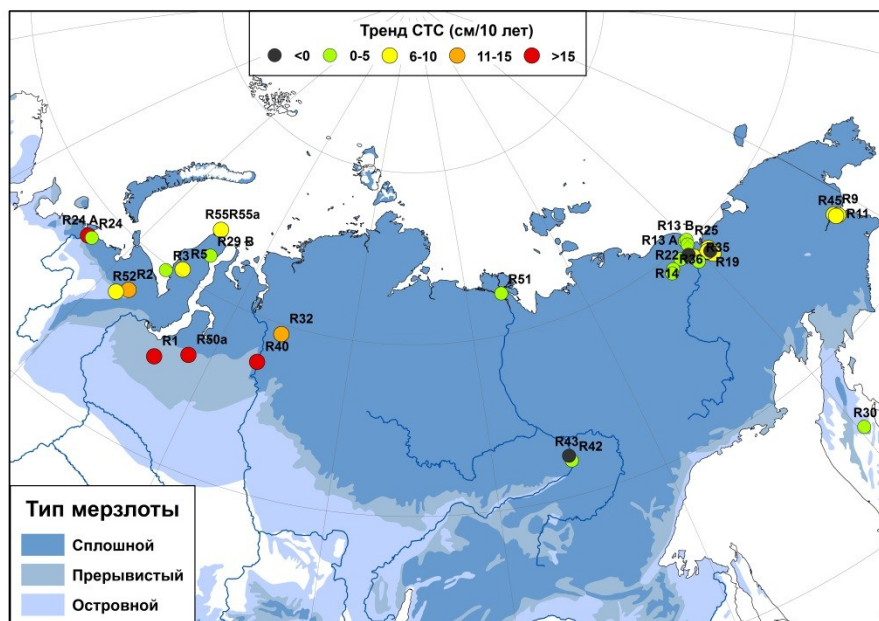 Тренд СТС (см/10 лет)
<0 0-5 6-10 11-15 >15
R45 R9
R11
R24 A R24
R55 R55a
R13 B R25
R13 A R35
R29 B
R3 R5
R22 R36 R19
R52 R2
R14
R51
R32
R1 R50a R40
R30
R43 R42
Тип мерзлоты
Сплошной
Прерывистый
Островной